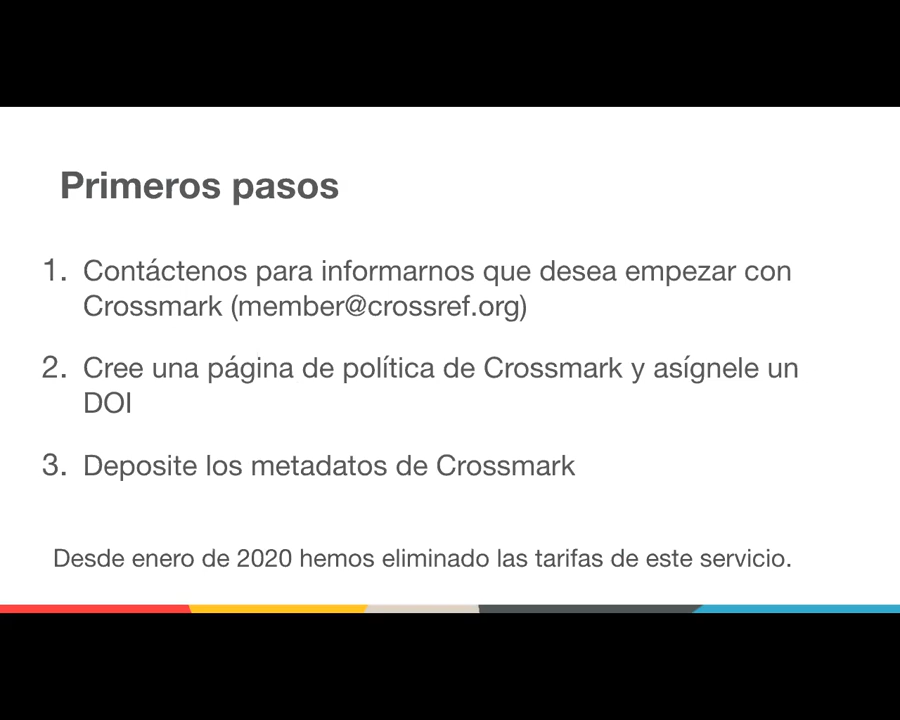 Primeros pasos
1. Contáctenos para informarnos que desea empezar con
Crossmark (member@crossref.org)
2. Cree una página de política de Crossmark y asígnele un
DOI
3. Deposite los metadatos de Crossmark
Desde enero de 2020 hemos eliminado las tarifas de este servicio.